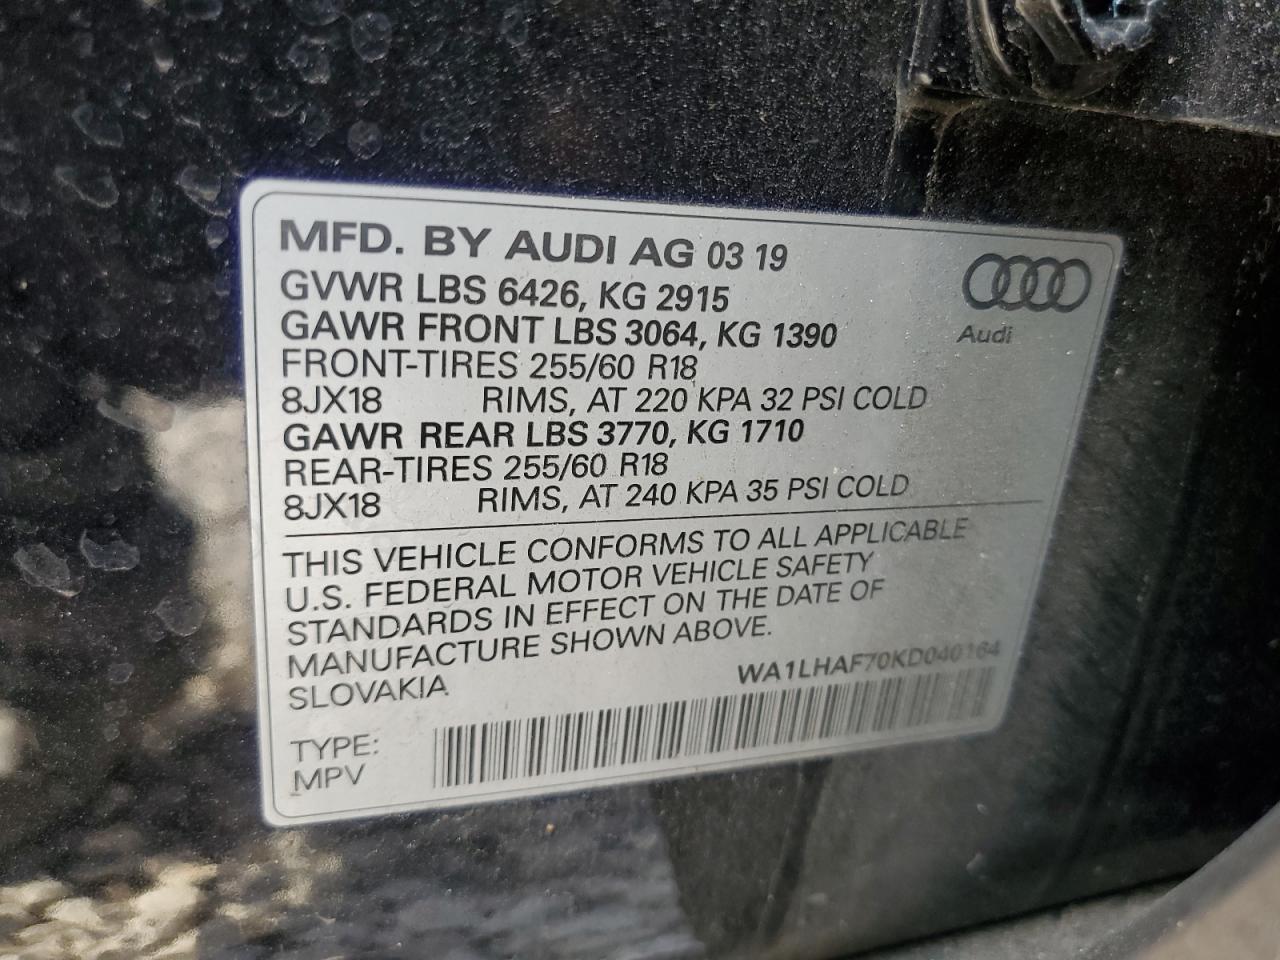 MFD. BY AUDI AG 03 19
GVWR LBS 6426, KG 2915
GAWR FRONT LBS 3064, KG 1390
FRONT-TIRES 255/60 R18
8JX18 RIMS, AT 220 KPA 32 PSI COLD
GAWR REAR LBS 3770, KG 1710
REAR-TIRES 255/60 R18
8JX18 RIMS, AT 240 KPA 35 PSI COLD
Audi
THIS VEHICLE CONFORMS TO ALL APPLICABLE
U.S. FEDERAL MOTOR VEHICLE SAFETY
STANDARDS IN EFFECT ON THE DATE OF
MANUFACTURE SHOWN ABOVE.
SLOVAKIA
WA1LHAF70KD040164
TYPE:
MPV